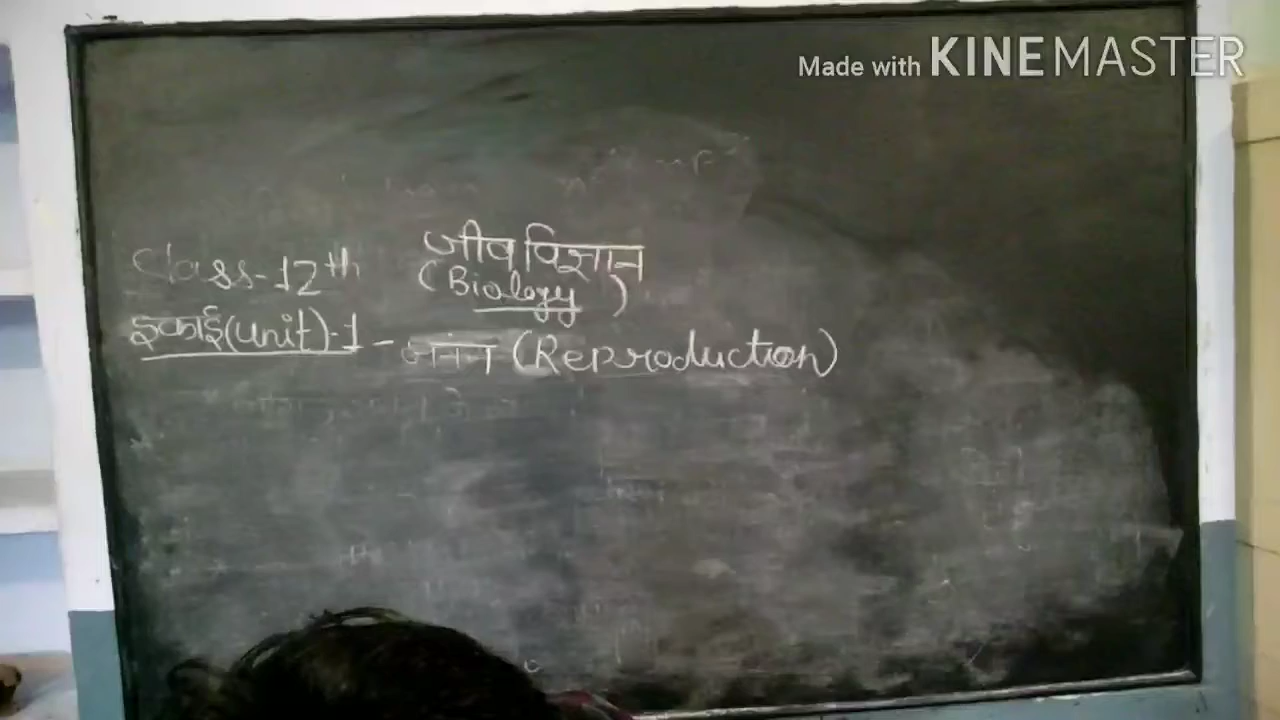 Made with KINEMASTER
जीव विज्ञान
Class-12th
(Biology)
इकाई(unit)-1 - जनन (Reproduction)